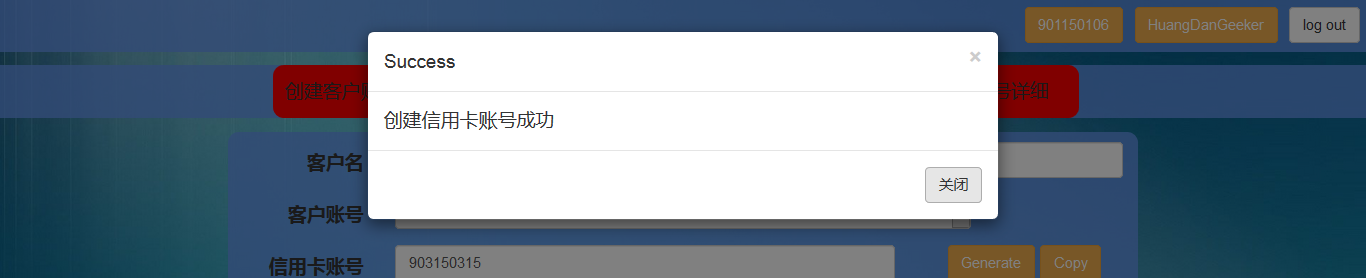 901150106 HuangDanGeeker log out
Success ×
创建客户 号详细
创建信用卡账号成功
客户名
关闭
客户账号
信用卡账号 903150315 Generate Copy